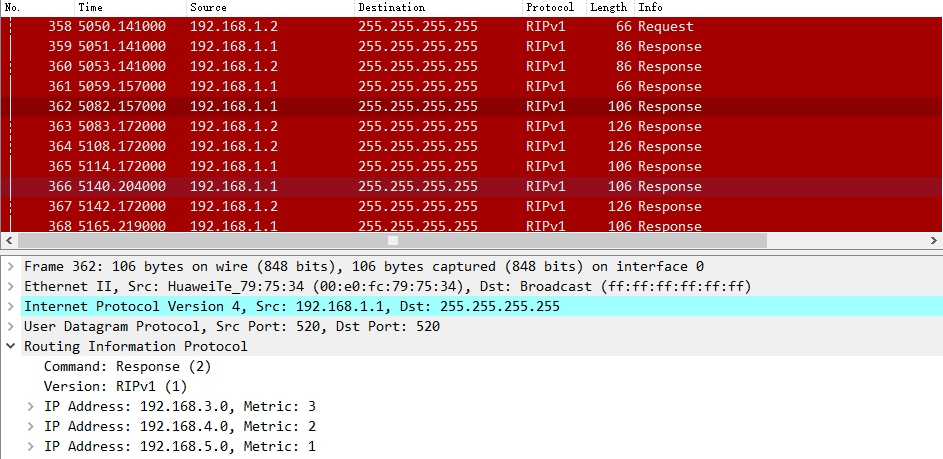 No. Time Source Destination Protocol Length Info
358 5050.141000 192.168.1.2 255.255.255.255 RIPv1 66 Request
359 5051.141000 192.168.1.1 255.255.255.255 RIPv1 86 Response
360 5053.141000 192.168.1.2 255.255.255.255 RIPv1 86 Response
361 5059.157000 192.168.1.1 255.255.255.255 RIPv1 66 Response
362 5082.157000 192.168.1.1 255.255.255.255 RIPv1 106 Response
363 5083.172000 192.168.1.2 255.255.255.255 RIPv1 126 Response
364 5108.172000 192.168.1.2 255.255.255.255 RIPv1 126 Response
365 5114.172000 192.168.1.1 255.255.255.255 RIPv1 106 Response
366 5140.204000 192.168.1.1 255.255.255.255 RIPv1 106 Response
367 5142.172000 192.168.1.2 255.255.255.255 RIPv1 126 Response
368 5165.219000 192.168.1.1 255.255.255.255 RIPv1 106 Response
Frame 362: 106 bytes on wire (848 bits), 106 bytes captured (848 bits) on interface 0
Ethernet II, Src: HuaweiTe_79:75:34 (00:e0:fc:79:75:34), Dst: Broadcast (ff:ff:ff:ff:ff:ff)
Internet Protocol Version 4, Src: 192.168.1.1, Dst: 255.255.255.255
User Datagram Protocol, Src Port: 520, Dst Port: 520
Routing Information Protocol
Command: Response (2)
Version: RIPv1 (1)
IP Address: 192.168.3.0, Metric: 3
IP Address: 192.168.4.0, Metric: 2
IP Address: 192.168.5.0, Metric: 1